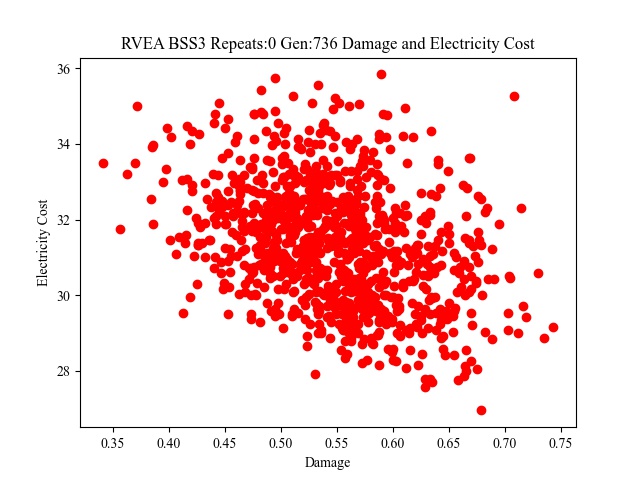 RVEA BSS3 Repeats:0 Gen:736 Damage and Electricity Cost
36
34
32
30
28
Electricity Cost
0.35 0.40 0.45 0.50 0.55 0.60 0.65 0.70 0.75
Damage